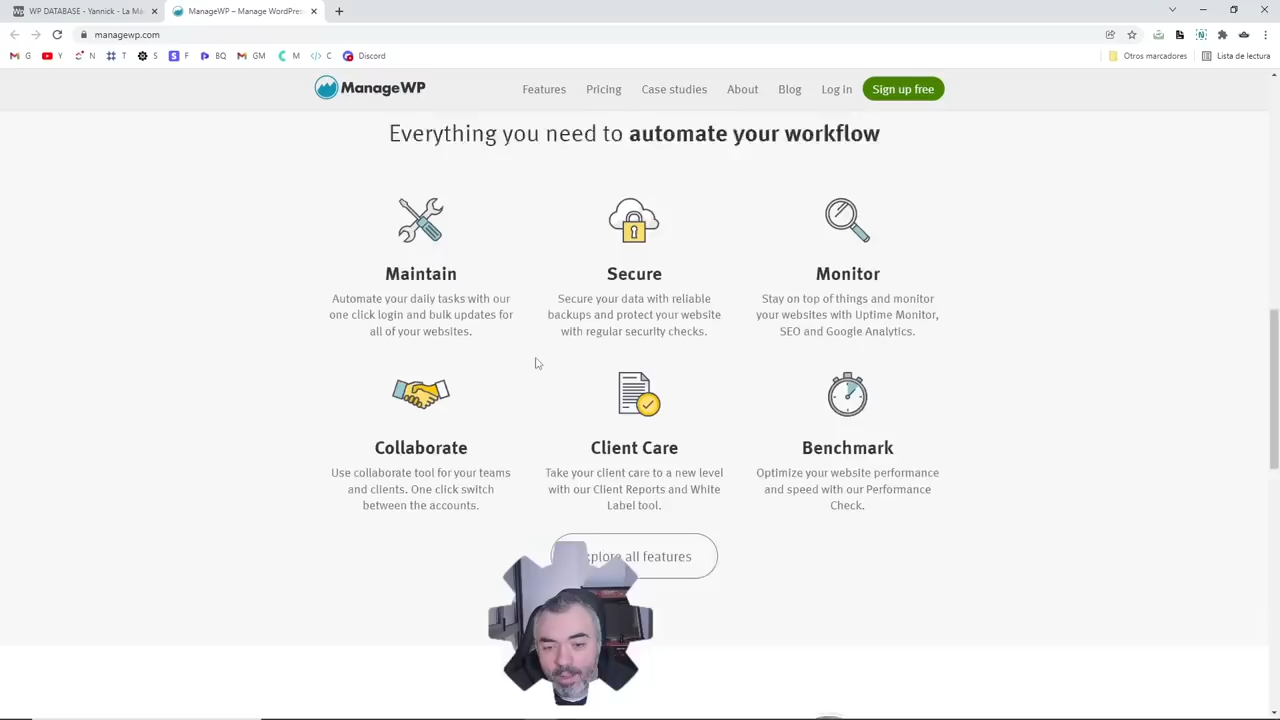 WP DATABASE - Yannick - La Ma
ManageWP – Manage WordPres
managewp.com
G
Y
N
T
S
F
BQ
GM
M
C
Discord
Otros marcadores
Lista de lectura
ManageWP
Features
Pricing
Case studies
About
Blog
Log in
Sign up free
Everything you need to automate your workflow
Maintain
Automate your daily tasks with our
one click login and bulk updates for
all of your websites.
Secure
Secure your data with reliable
backups and protect your website
with regular security checks.
Monitor
Stay on top of things and monitor
your websites with Uptime Monitor,
SEO and Google Analytics.
Collaborate
Use collaborate tool for your teams
and clients. One click switch
between the accounts.
Client Care
Take your client care to a new level
with our Client Reports and White
Label tool.
Benchmark
Optimize your website performance
and speed with our Performance
Check.
plore all features